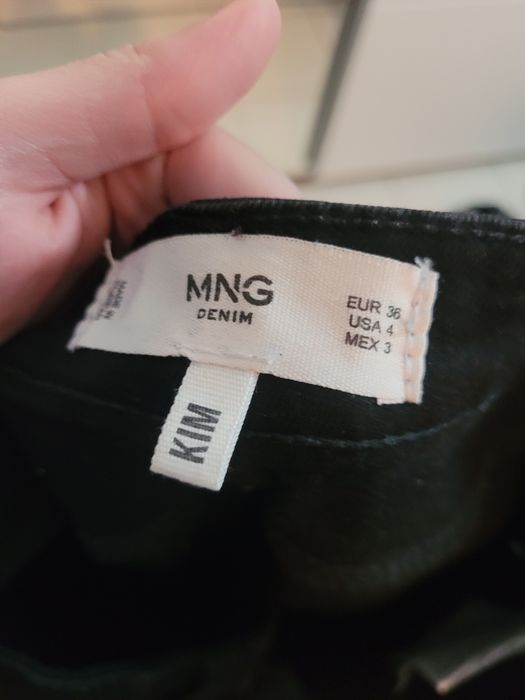 MNG
DENIM
EUR 36
USA 4
MEX 3
KIM